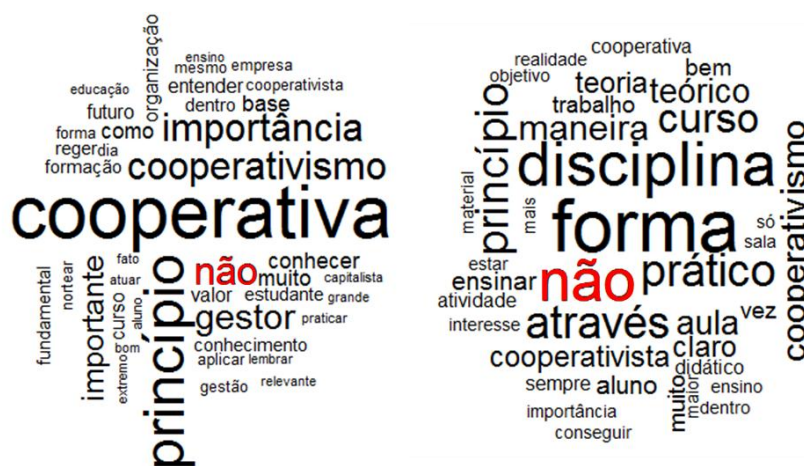 ensino
mesmo empresa
organização
educação
entender cooperativista
futuro
dentro base
forma como importância
reger dia
formação cooperativismo
cooperativa
fundamental
nortear
importante
fato
atuar
curso
aluno
bom
extremo
princípio
não conhecer
muito capitalista
valor estudante grande
gestor praticar
conhecimento
aplicar lembrar
gestão relevante
cooperativa
realidade
objetivo teoria bem
trabalho teórico
princípio
maneira curso
disciplina
material
mais
forma
só
sala
cooperativismo
estar
ensinar não prático
atividade
interesse através aula vez
cooperativista claro
didático
sempre aluno muito maior ensino
dentro
importância
conseguir